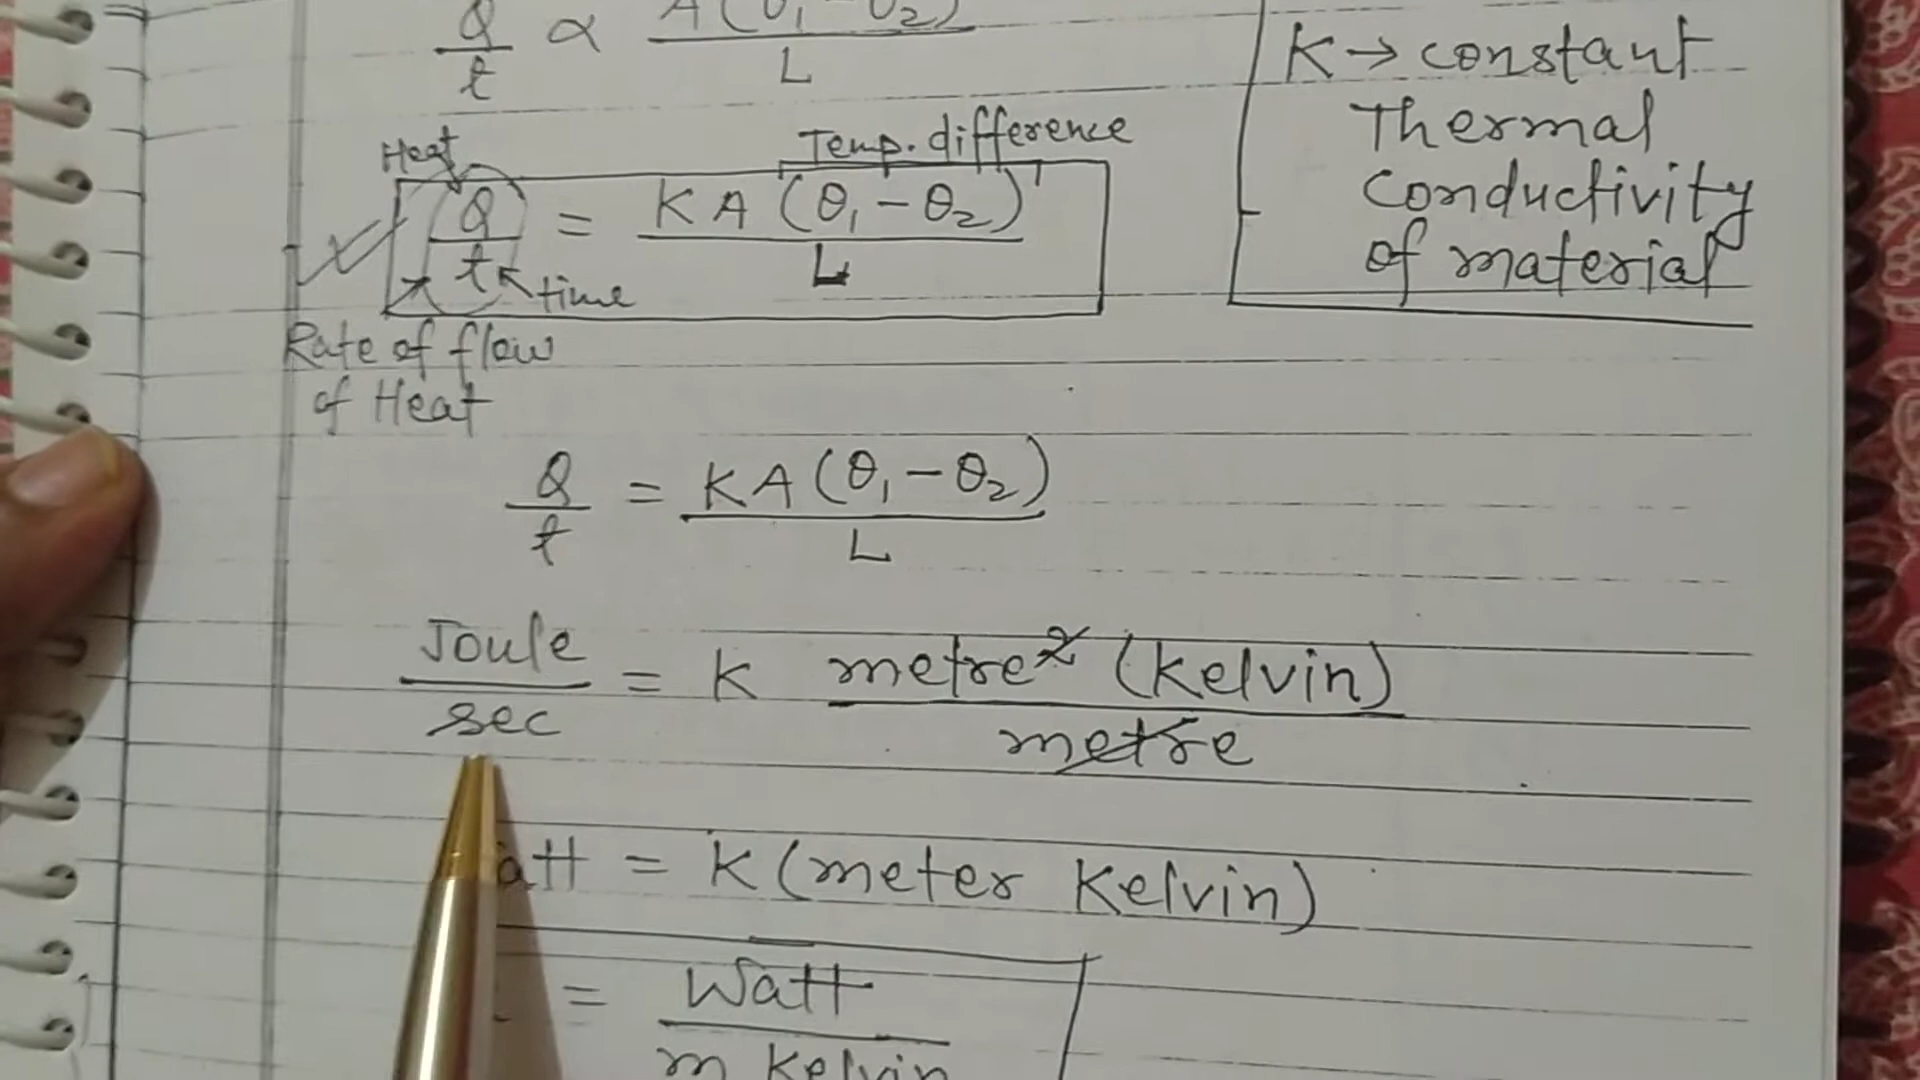 Q/t ∝ A(θ₁-θ₂)/L
K → constant
Thermal
Conductivity
of material
Heat
Temp. difference
Q/t = KA(θ₁-θ₂)/L
time
Rate of flow
of Heat
Q/t = KA(θ₁-θ₂)/L
Joule/sec = K metre² (Kelvin)/metre
att = K(meter Kelvin)
= Watt/m Kelvin